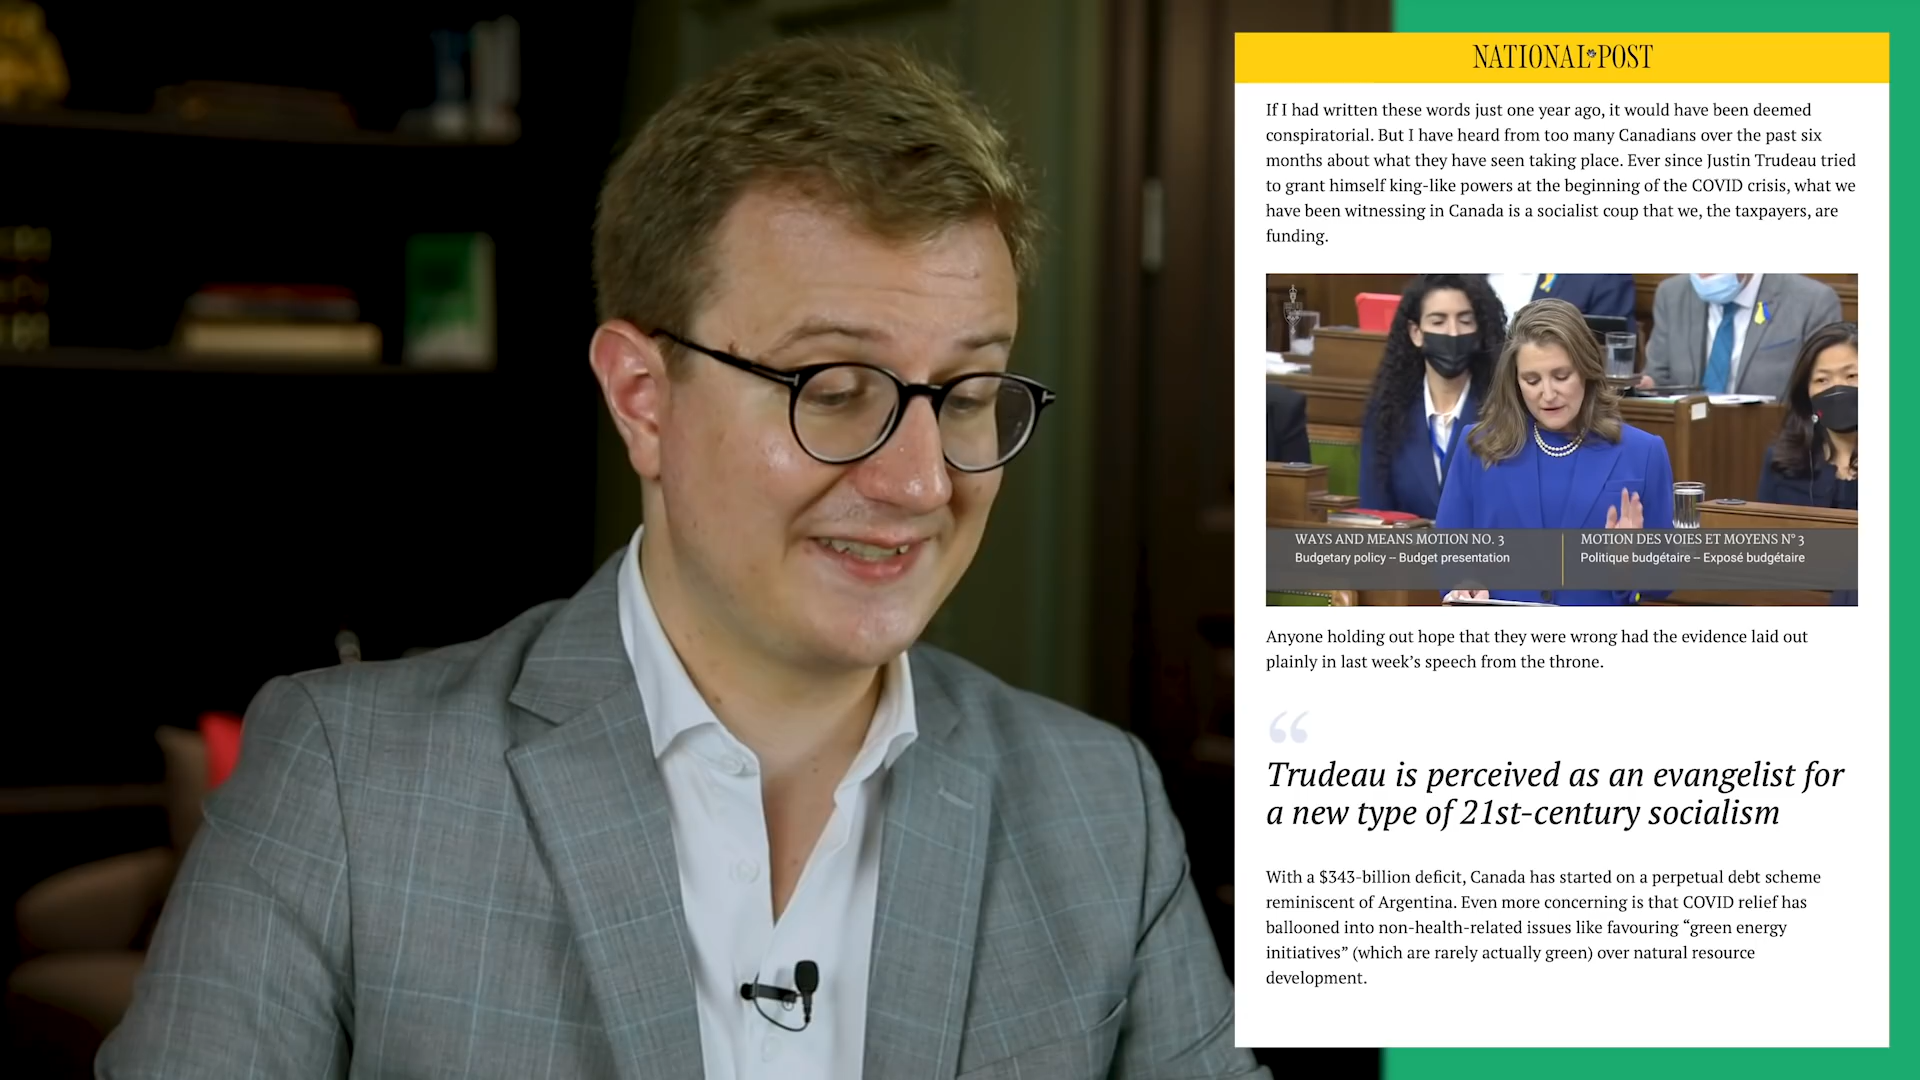 NATIONAL POST
If I had written these words just one year ago, it would have been deemed
conspiratorial. But I have heard from too many Canadians over the past six
months about what they have seen taking place. Ever since Justin Trudeau tried
to grant himself king-like powers at the beginning of the COVID crisis, what we
have been witnessing in Canada is a socialist coup that we, the taxpayers, are
funding.
WAYS AND MEANS MOTION NO. 3
Budgetary policy – Budget presentation
MOTION DES VOIES ET MOYENS N° 3
Politique budgétaire – Exposé budgétaire
Anyone holding out hope that they were wrong had the evidence laid out
plainly in last week’s speech from the throne.
“
Trudeau is perceived as an evangelist for
a new type of 21st-century socialism
With a $343-billion deficit, Canada has started on a perpetual debt scheme
reminiscent of Argentina. Even more concerning is that COVID relief has
ballooned into non-health-related issues like favouring “green energy
initiatives” (which are rarely actually green) over natural resource
development.